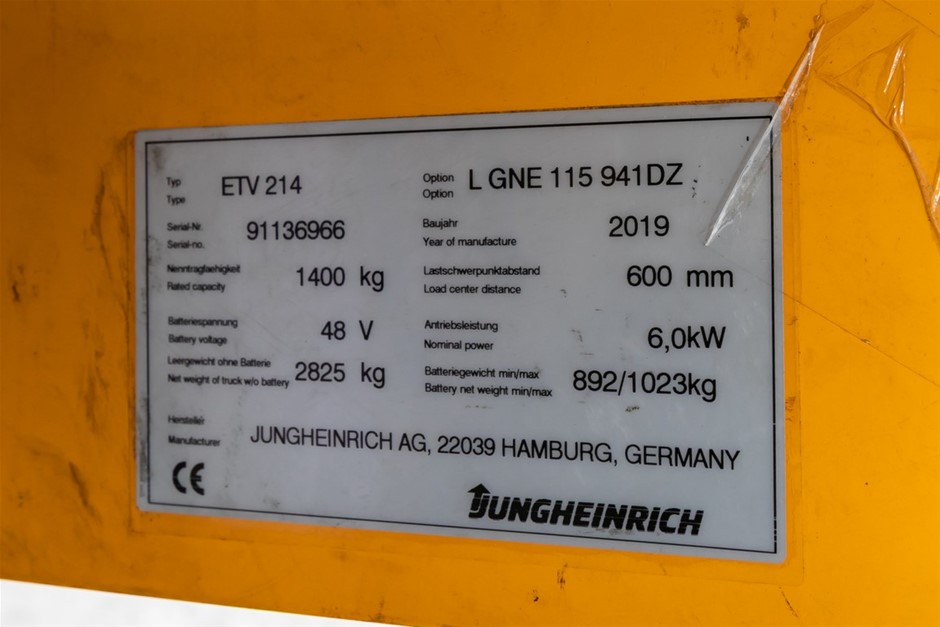 Typ
Type
ETV 214
Option
Option
L GNE 115 941DZ
Serial-Nr.
Serial-no.
91136966
Baujahr
Year of manufacture
2019
Nenntragfaehigkeit
Rated capacity
1400 kg
Lastschwerpunktabstand
Load center distance
600 mm
Batteriespannung
Battery voltage
48 V
Antriebsleistung
Nominal power
6,0kW
Leergewicht ohne Batterie
Net weight of truck w/o battery
2825 kg
Batteriegewicht min/max
Battery net weight min/max
892/1023kg
Hersteller
Manufacturer
JUNGHEINRICH AG, 22039 HAMBURG, GERMANY
CE
JUNGHEINRICH